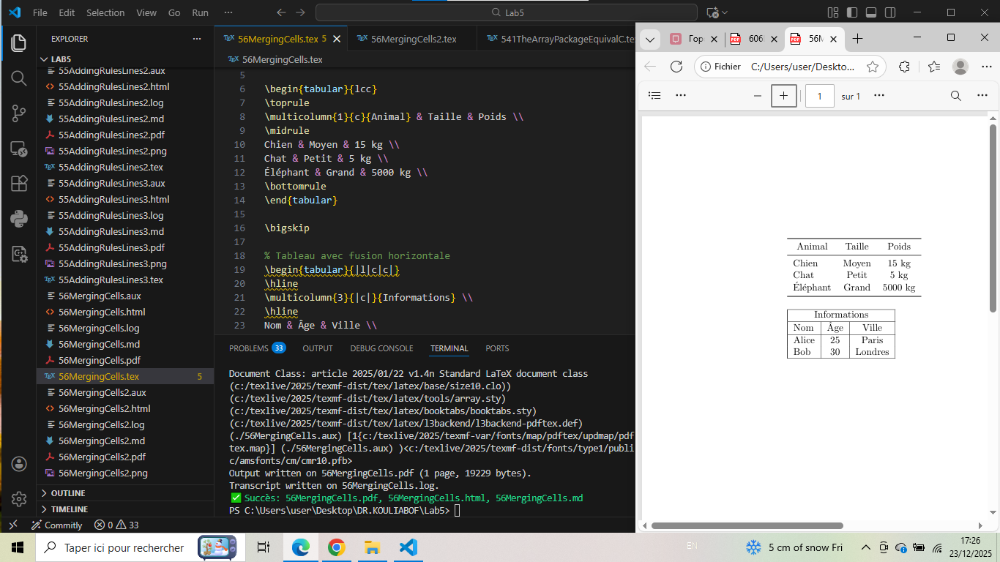 File Edit Selection View Go Run ···
Lab5
EXPLORER
LAB5
55AddingRulesLines2.aux
55AddingRulesLines2.html
55AddingRulesLines2.log
55AddingRulesLines2.md
55AddingRulesLines2.pdf
55AddingRulesLines2.png
55AddingRulesLines2.tex
55AddingRulesLines3.aux
55AddingRulesLines3.html
55AddingRulesLines3.log
55AddingRulesLines3.md
55AddingRulesLines3.pdf
55AddingRulesLines3.png
55AddingRulesLines3.tex
56MergingCells.aux
56MergingCells.html
56MergingCells.log
56MergingCells.md
56MergingCells.pdf
56MergingCells.tex 5
56MergingCells2.aux
56MergingCells2.html
56MergingCells2.log
56MergingCells2.md
56MergingCells2.pdf
56MergingCells2.png
OUTLINE
TIMELINE
56MergingCells.tex 5
56MergingCells2.tex
541TheArrayPackageEquivalC.te
56MergingCells.tex
5
6 \begin{tabular}{lcc}
7 \toprule
8 \multicolumn{1}{c}{Animal} & Taille & Poids \\
9 \midrule
10 Chien & Moyen & 15 kg \\
11 Chat & Petit & 5 kg \\
12 Éléphant & Grand & 5000 kg \\
13 \bottomrule
14 \end{tabular}
15
16 \bigskip
17
18 % Tableau avec fusion horizontale
19 \begin{tabular}{|l|c|c|}
20 \hline
21 \multicolumn{3}{|c|}{Informations} \\
22 \hline
23 Nom & Âge & Ville \\
PROBLEMS 33 OUTPUT DEBUG CONSOLE TERMINAL PORTS
Document Class: article 2025/01/22 v1.4n Standard LaTeX document class
(c:/texlive/2025/texmf-dist/tex/latex/base/size10.clo))
(c:/texlive/2025/texmf-dist/tex/latex/tools/array.sty)
(c:/texlive/2025/texmf-dist/tex/latex/booktabs/booktabs.sty)
(c:/texlive/2025/texmf-dist/tex/latex/l3backend/l3backend-pdftex.def)
(./56MergingCells.aux) [1{c:/texlive/2025/texmf-var/fonts/map/pdftex/updmap/pdf
tex.map}] (./56MergingCells.aux) )<c:/texlive/2025/texmf-dist/fonts/type1/publi
c/amsfonts/cm/cmr10.pfb>
Output written on 56MergingCells.pdf (1 page, 19229 bytes).
Transcript written on 56MergingCells.log.
✅ Succès: 56MergingCells.pdf, 56MergingCells.html, 56MergingCells.md
PS C:\Users\user\Desktop\DR.KOULIABOF\Lab5>
Commitly 0 33
Гор
606
56M
Fichier C:/Users/user/Deskto...
1 sur 1
Animal Taille Poids
Chien Moyen 15 kg
Chat Petit 5 kg
Éléphant Grand 5000 kg
Informations
Nom Âge Ville
Alice 25 Paris
Bob 30 Londres
Taper ici pour rechercher
EN
5 cm of snow Fri
17:26
23/12/2025